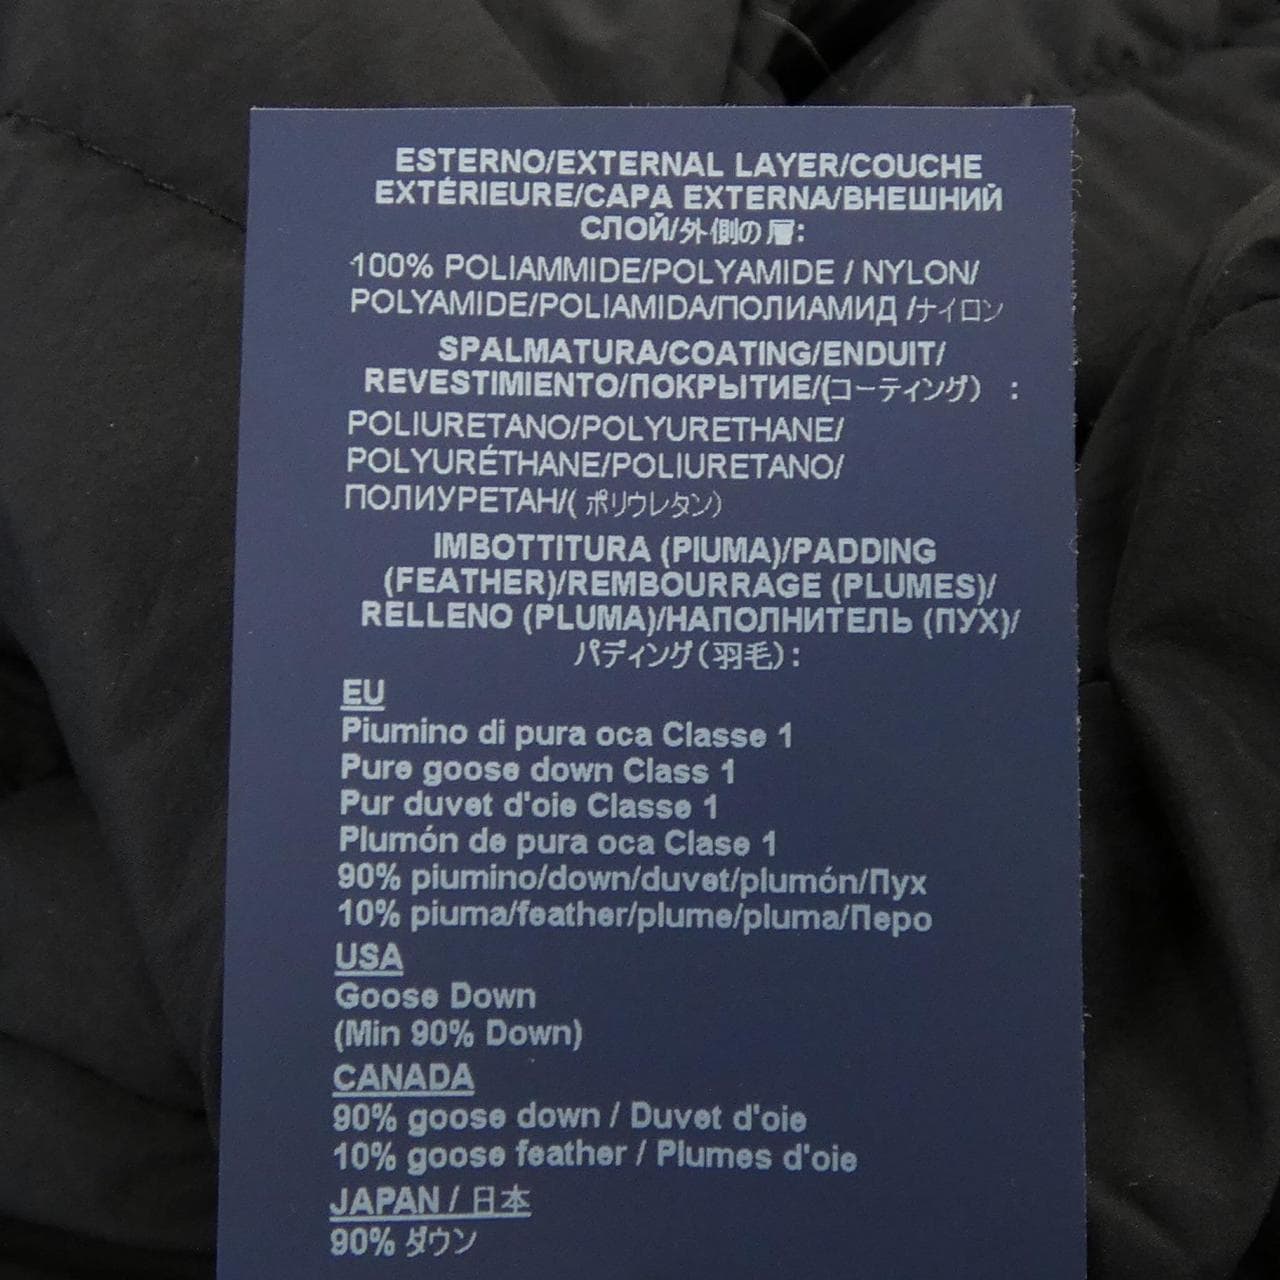 ESTERNO/EXTERNAL LAYER/COUCHE
EXTÉRIEURE/CAPA EXTERNA/ВНЕШНИЙ
СЛОЙ/外側の層:
100% POLIAMMIDE/POLYAMIDE / NYLON/
POLYAMIDE/POLIAMIDA/ПОЛИАМИД /ナイロン
SPALMATURA/COATING/ENDUIT/
REVESTIMIENTO/ПОКРЫТИЕ/(コーティング) :
POLIURETANO/POLYURETHANE/
POLYURÉTHANE/POLIURETANO/
ПОЛИУРЕТАН/( ポリウレタン)
IMBOTTITURA (PIUMA)/PADDING
(FEATHER)/REMBOURRAGE (PLUMES)/
RELLENO (PLUMA)/НАПОЛНИТЕЛЬ (ПУХ)/
パディング(羽毛):
EU
Piumino di pura oca Classe 1
Pure goose down Class 1
Pur duvet d'oie Classe 1
Plumón de pura oca Clase 1
90% piumino/down/duvet/plumón/Пух
10% piuma/feather/plume/pluma/Перо
USA
Goose Down
(Min 90% Down)
CANADA
90% goose down / Duvet d'oie
10% goose feather / Plumes d'oie
JAPAN / 日本
90% ダウン